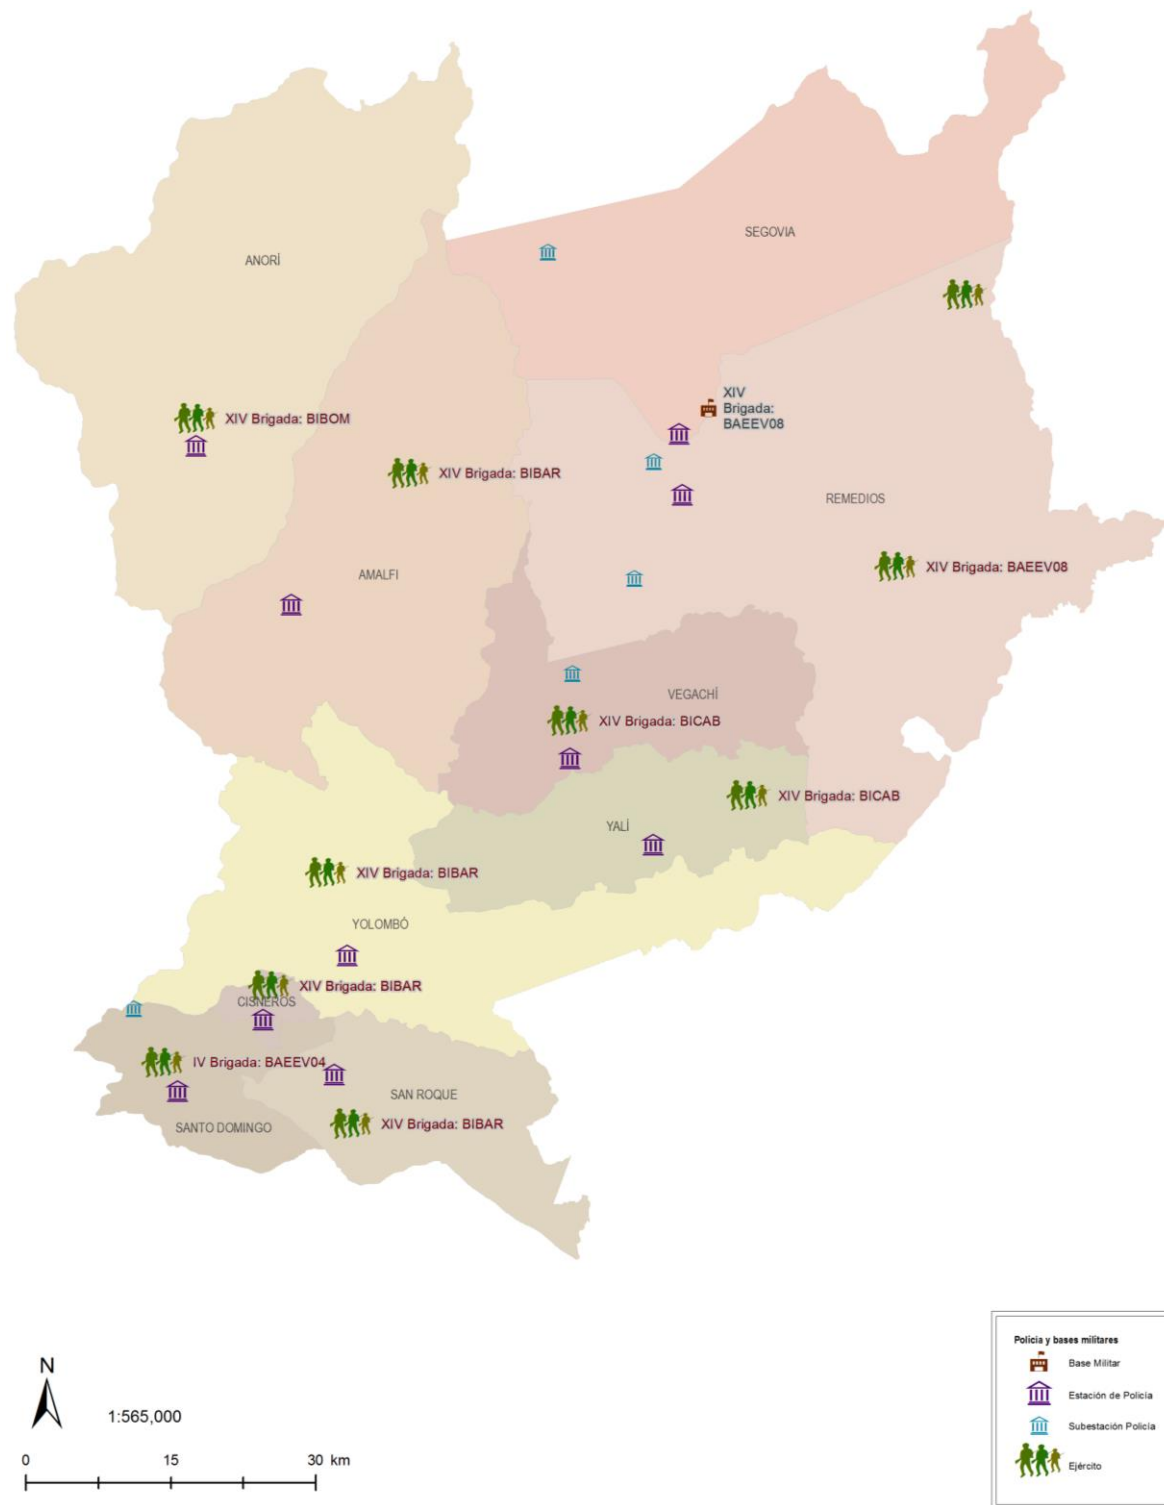 SEGOVIA
ANORÍ
XIV
Brigada:
BAEEV08
XIV Brigada: BIBOM
XIV Brigada: BIBAR
REMEDIOS
XIV Brigada: BAEEV08
AMALFI
VEGACHÍ
XIV Brigada: BICAB
XIV Brigada: BICAB
YALÍ
XIV Brigada: BIBAR
YOLOMBÓ
XIV Brigada: BIBAR
CISNEROS
IV Brigada: BAEEV04
SAN ROQUE
XIV Brigada: BIBAR
SANTO DOMINGO
N
1:565,000
0 15 30 km
Policia y bases militares
Base Militar
Estación de Policía
Subestación Policía
Ejército